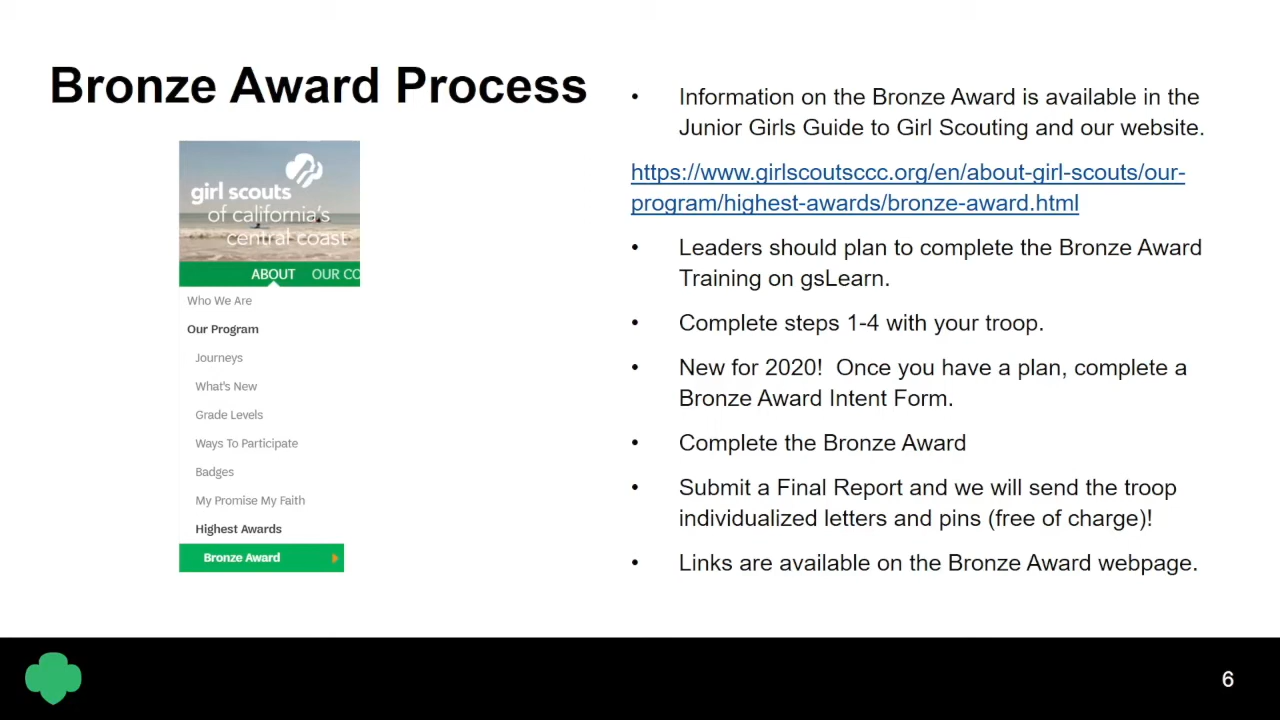 Bronze Award Process
girl scouts
of california's
central coast
ABOUT OUR CO
Who We Are
Our Program
Journeys
What's New
Grade Levels
Ways To Participate
Badges
My Promise My Faith
Highest Awards
Bronze Award
• Information on the Bronze Award is available in the
Junior Girls Guide to Girl Scouting and our website.
https://www.girlscoutsccc.org/en/about-girl-scouts/our-
program/highest-awards/bronze-award.html
• Leaders should plan to complete the Bronze Award
Training on gsLearn.
• Complete steps 1-4 with your troop.
• New for 2020!  Once you have a plan, complete a
Bronze Award Intent Form.
• Complete the Bronze Award
• Submit a Final Report and we will send the troop
individualized letters and pins (free of charge)!
• Links are available on the Bronze Award webpage.
6